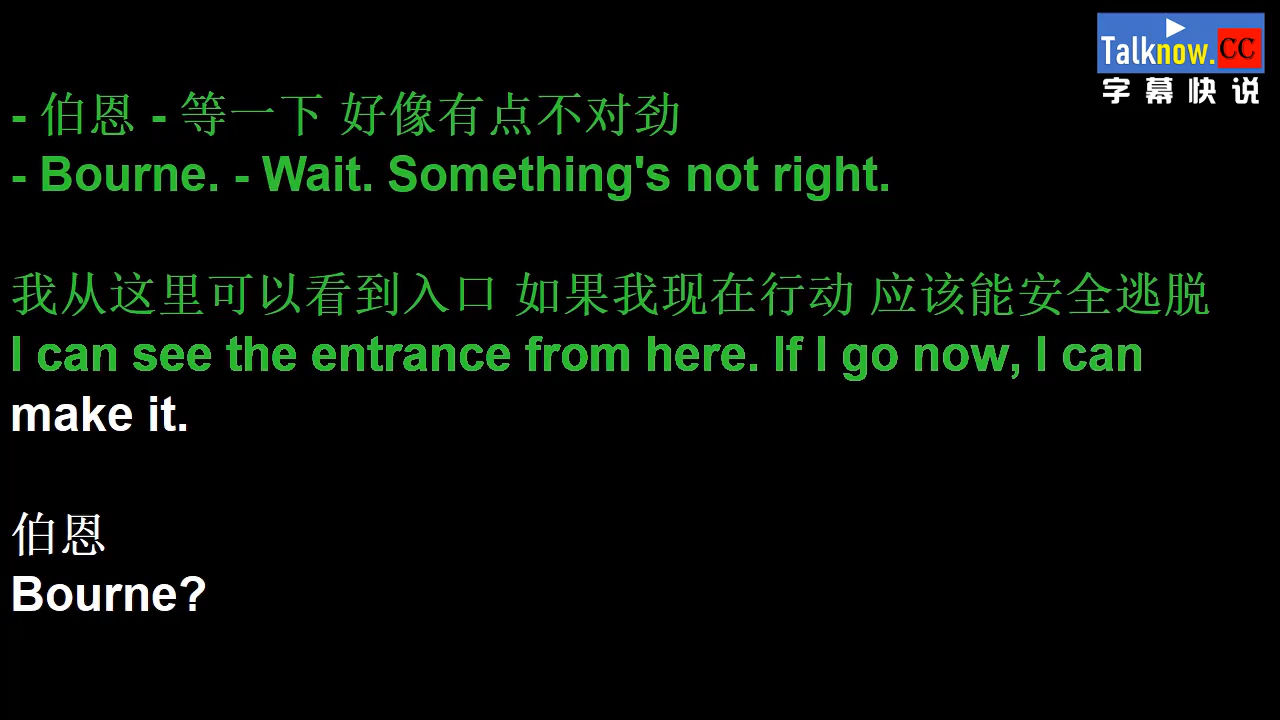 Talknow.CC
字幕快说
- 伯恩 - 等一下 好像有点不对劲
- Bourne. - Wait. Something's not right.
我从这里可以看到入口 如果我现在行动 应该能安全逃脱
I can see the entrance from here. If I go now, I can
make it.
伯恩
Bourne?